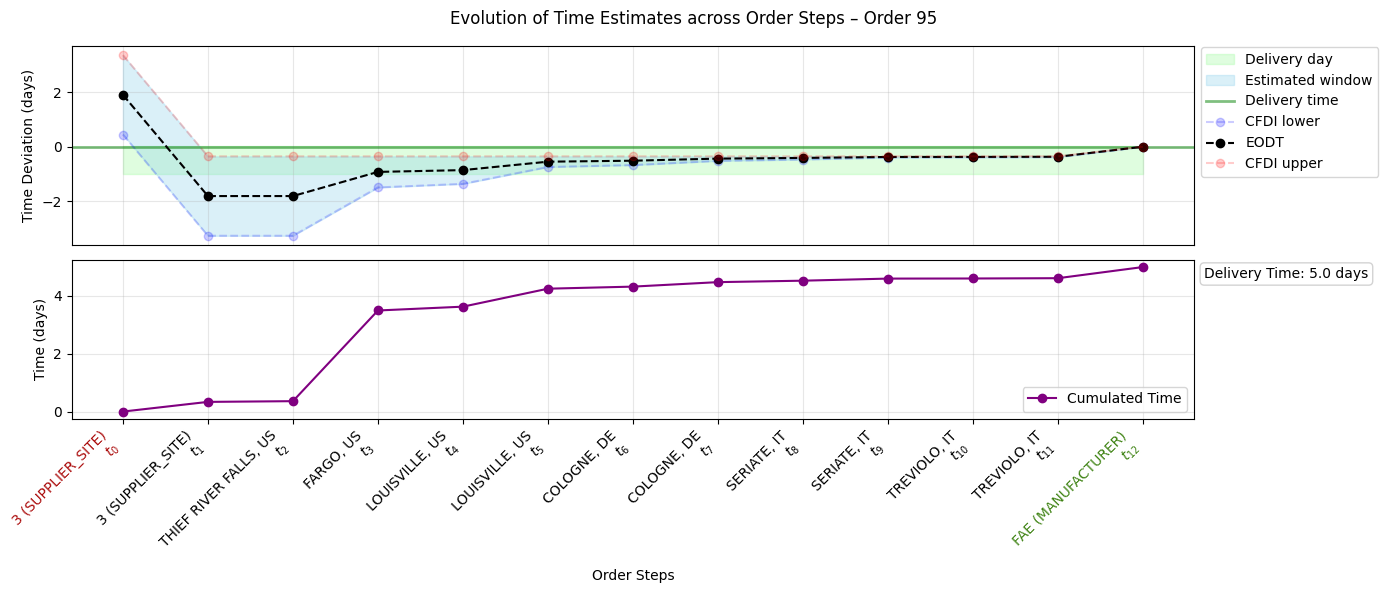 Evolution of Time Estimates across Order Steps – Order 95
Time Deviation (days)
2
0
−2
Delivery day
Estimated window
Delivery time
CFDI lower
EODT
CFDI upper
Time (days)
4
2
0
Delivery Time: 5.0 days
Cumulated Time
3 (SUPPLIER_SITE)
t0
3 (SUPPLIER_SITE)
t1
THIEF RIVER FALLS, US
t2
FARGO, US
t3
LOUISVILLE, US
t4
LOUISVILLE, US
t5
COLOGNE, DE
t6
COLOGNE, DE
t7
SERIATE, IT
t8
SERIATE, IT
t9
TREVIOLO, IT
t10
TREVIOLO, IT
t11
FAE (MANUFACTURER)
t12
Order Steps